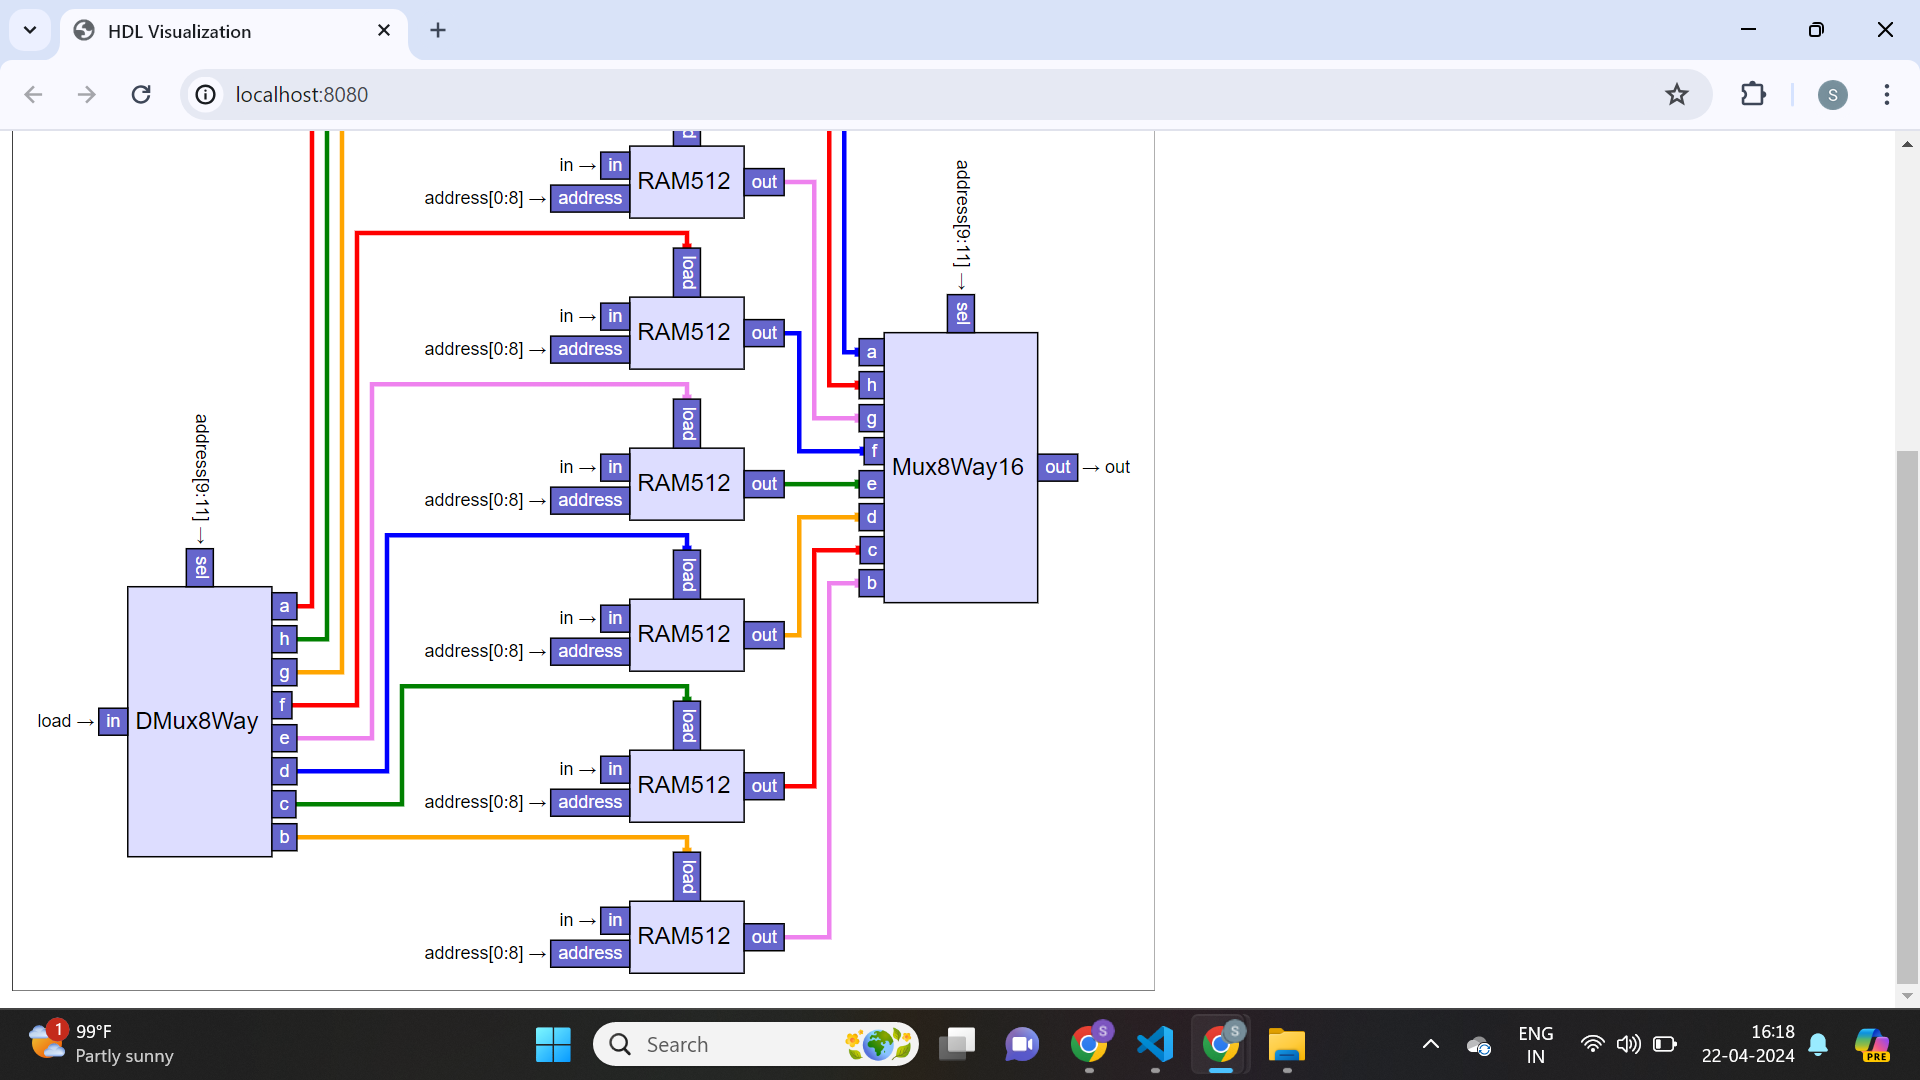 HDL Visualization
localhost:8080
S
in → in
RAM512
out
address[0:8] → address
load
in → in
RAM512
out
address[0:8] → address
load
in → in
RAM512
out
address[0:8] → address
load
in → in
RAM512
out
address[0:8] → address
load
in → in
RAM512
out
address[0:8] → address
load
in → in
RAM512
out
address[0:8] → address
address[9:11] →
sel
a
h
g
f
e
d
c
b
Mux8Way16
out → out
address[9:11] →
sel
load → in
DMux8Way
a
h
g
f
e
d
c
b
1
99°F
Partly sunny
Search
S
S
ENG
IN
16:18
22-04-2024
PRE